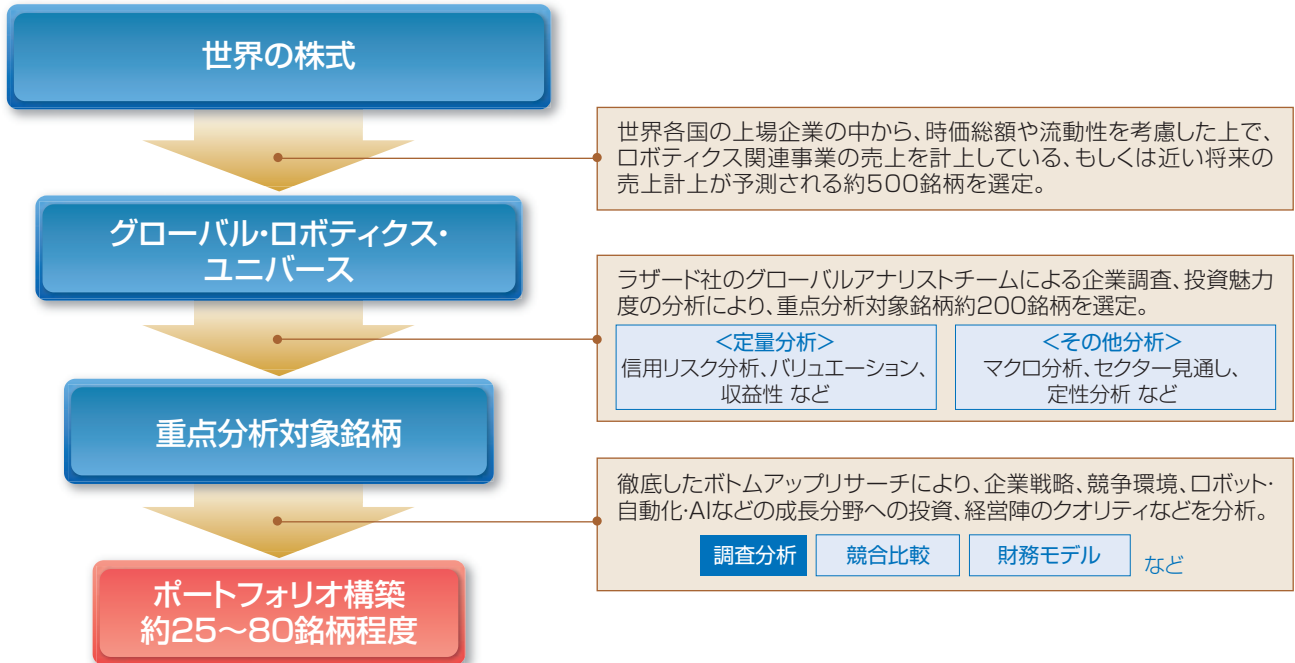 世界の株式
世界各国の上場企業の中から、時価総額や流動性を考慮した上で、
ロボティクス関連事業の売上を計上している、もしくは近い将来の
売上計上が予測される約500銘柄を選定。
グローバル・ロボティクス・
ユニバース
ラザード社のグローバルアナリストチームによる企業調査、投資魅力
度の分析により、重点分析対象銘柄約200銘柄を選定。
<定量分析>
信用リスク分析、バリュエーション、
収益性 など
<その他分析>
マクロ分析、セクター見通し、
定性分析 など
重点分析対象銘柄
徹底したボトムアップリサーチにより、企業戦略、競争環境、ロボット・
自動化・AIなどの成長分野への投資、経営陣のクオリティなどを分析。
調査分析 競合比較 財務モデル など
ポートフォリオ構築
約25～80銘柄程度